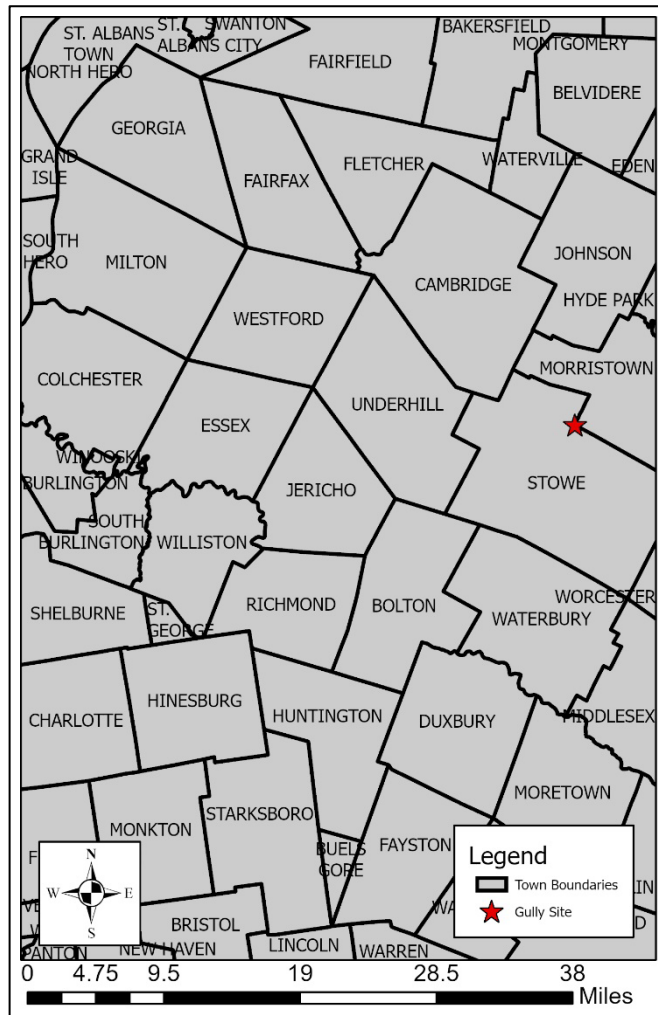 ST. ALBANS
TOWN
ST.
ALBANS CITY
SWANTON
BAKERSFIELD
MONTGOMERY
FAIRFIELD
NORTH HERO
BELVIDERE
GEORGIA
FLETCHER
WATERVILLE
EDEN
GRAND
ISLE
FAIRFAX
SOUTH
HERO
MILTON
JOHNSON
CAMBRIDGE
HYDE PARK
WESTFORD
MORRISTOWN
COLCHESTER
UNDERHILL
ESSEX
WINOOSKI
BURLINGTON
JERICHO
STOWE
SOUTH
BURLINGTON
WILLISTON
WORCESTER
SHELBURNE
ST.
GEORGE
RICHMOND
BOLTON
WATERBURY
HINESBURG
CHARLOTTE
HUNTINGTON
DUXBURY
MIDDLESEX
MORETOWN
STARKSBORO
MONKTON
FAYSTON
BUELS
GORE
N
W E
S
Legend
Town Boundaries
Gully Site
BRISTOL
PANTON
NEW HAVEN
LINCOLN
WARREN
0 4.75 9.5 19 28.5 38
Miles